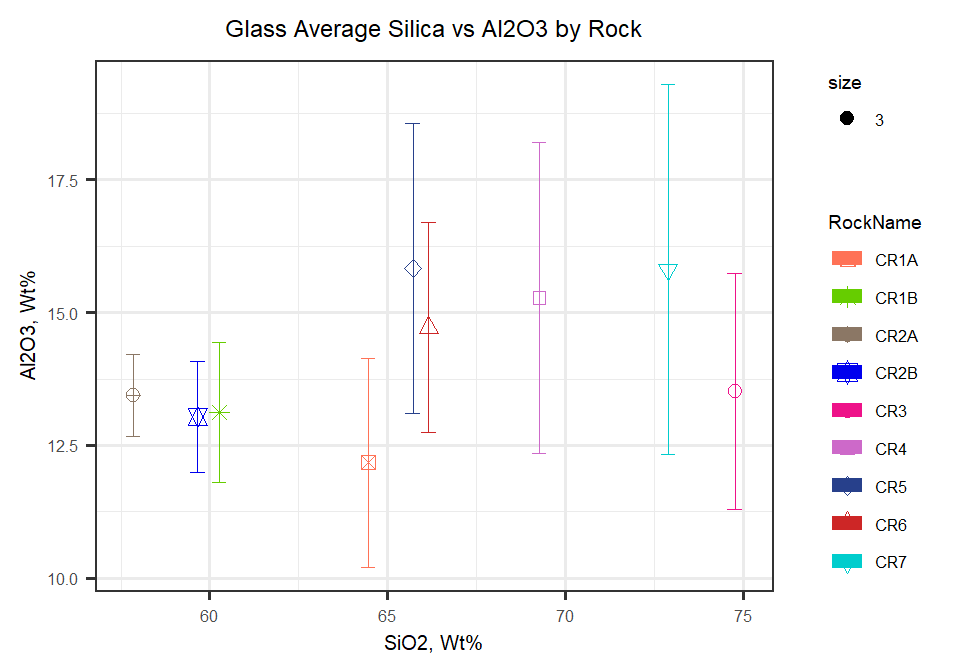 Glass Average Silica vs Al2O3 by Rock
Al2O3, Wt%
17.5
15.0
12.5
10.0
60
65
70
75
SiO2, Wt%
size
3
RockName
CR1A
CR1B
CR2A
CR2B
CR3
CR4
CR5
CR6
CR7